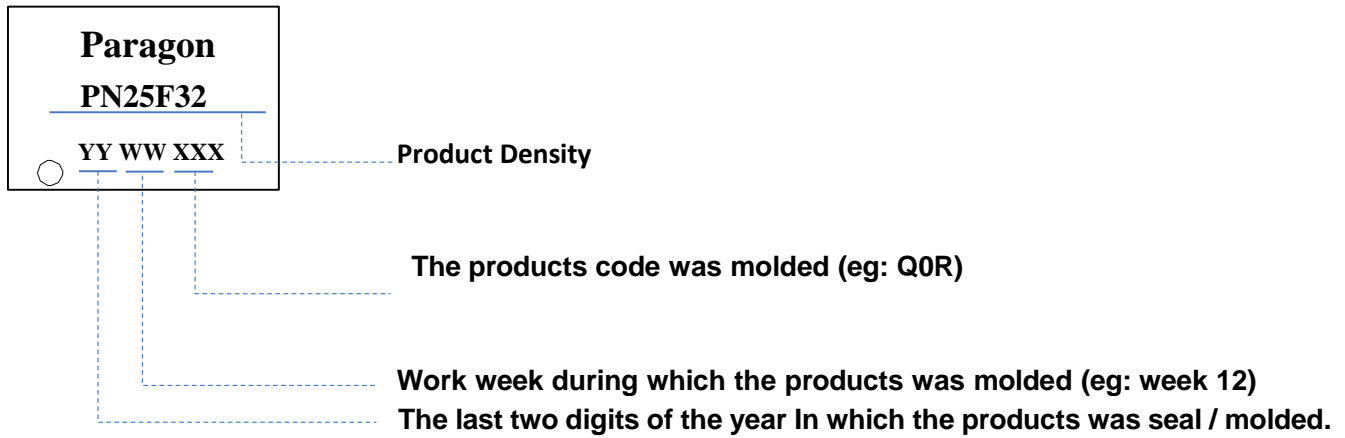 Paragon
PN25F32
YY WW XXX
Product Density
The products code was molded (eg: Q0R)
Work week during which the products was molded (eg: week 12)
The last two digits of the year In which the products was seal / molded.